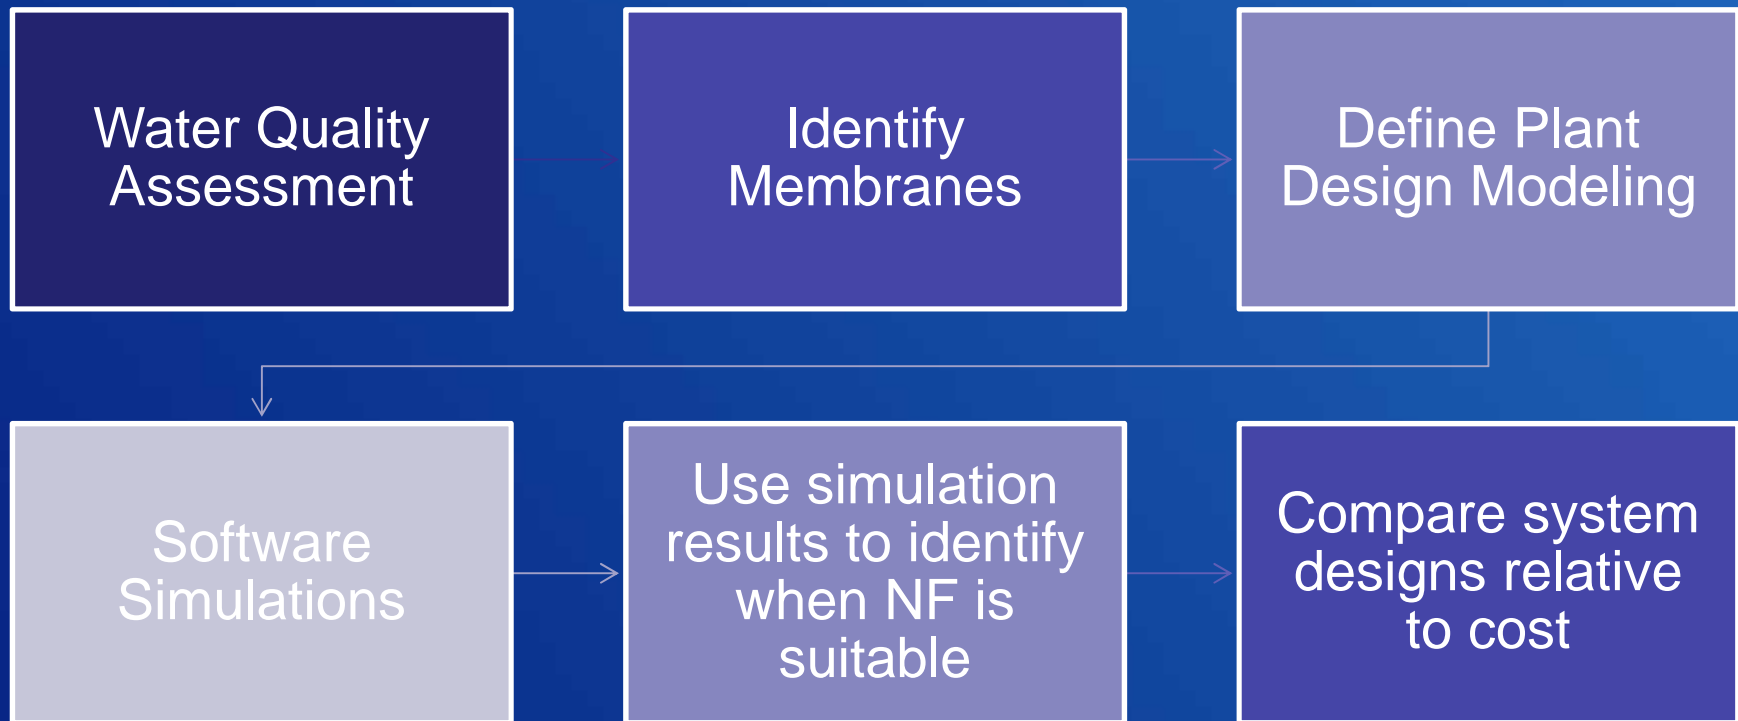 Water Quality
Assessment
Identify
Membranes
Define Plant
Design Modeling
Software
Simulations
Use simulation
results to identify
when NF is
suitable
Compare system
designs relative
to cost